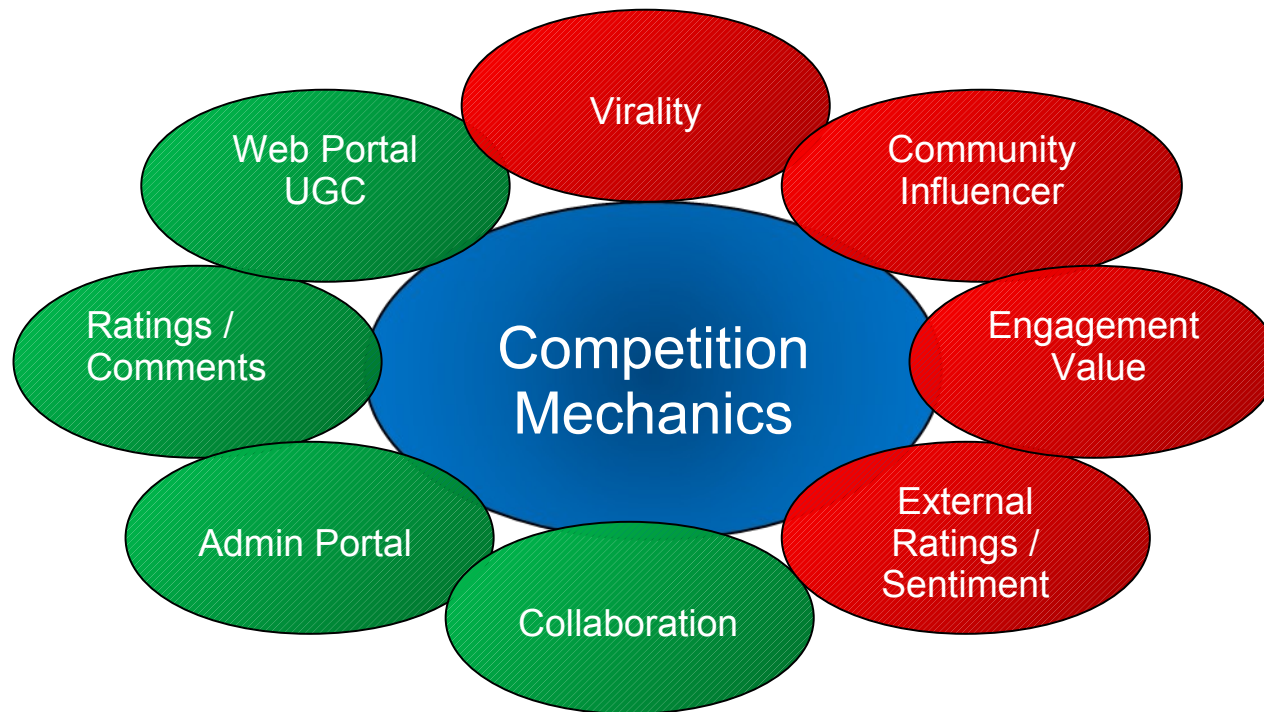 Virality
Web Portal
UGC
Community
Influencer
Ratings /
Comments
Competition
Mechanics
Engagement
Value
Admin Portal
External
Ratings /
Sentiment
Collaboration